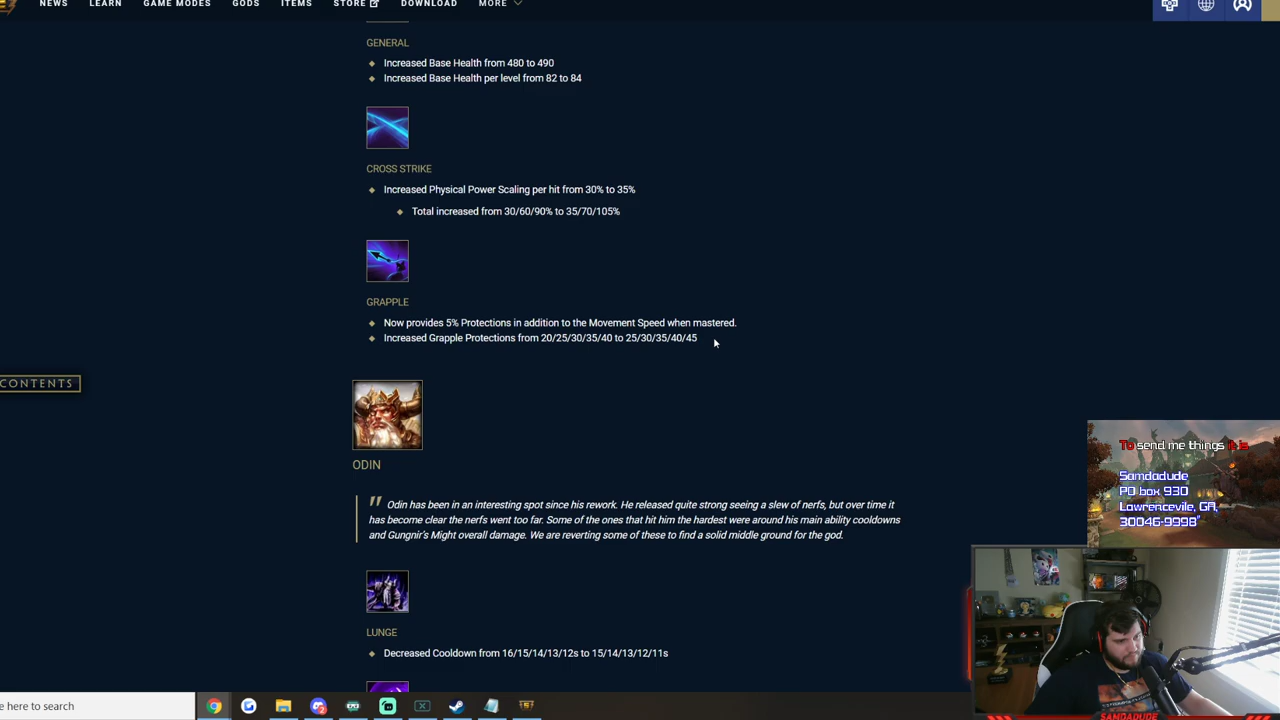 NEWS LEARN GAME MODES GODS ITEMS STORE DOWNLOAD MORE
GENERAL
Increased Base Health from 480 to 490
Increased Base Health per level from 82 to 84
CROSS STRIKE
Increased Physical Power Scaling per hit from 30% to 35%
Total increased from 30/60/90% to 35/70/105%
GRAPPLE
Now provides 5% Protections in addition to the Movement Speed when mastered.
Increased Grapple Protections from 20/25/30/35/40 to 25/30/35/40/45
CONTENTS
ODIN
" Odin has been in an interesting spot since his rework. He released quite strong seeing a slew of nerfs, but over time it
has become clear the nerfs went too far. Some of the ones that hit him the hardest were around his main ability cooldowns
and Gungnir's Might overall damage. We are reverting some of these to find a solid middle ground for the god.
LUNGE
Decreased Cooldown from 16/15/14/13/12s to 15/14/13/12/11s
To send me things it is
Samdadude
PO box 930
Lawrencevile, GA,
30046-9998"
e here to search
SAMDADUDE